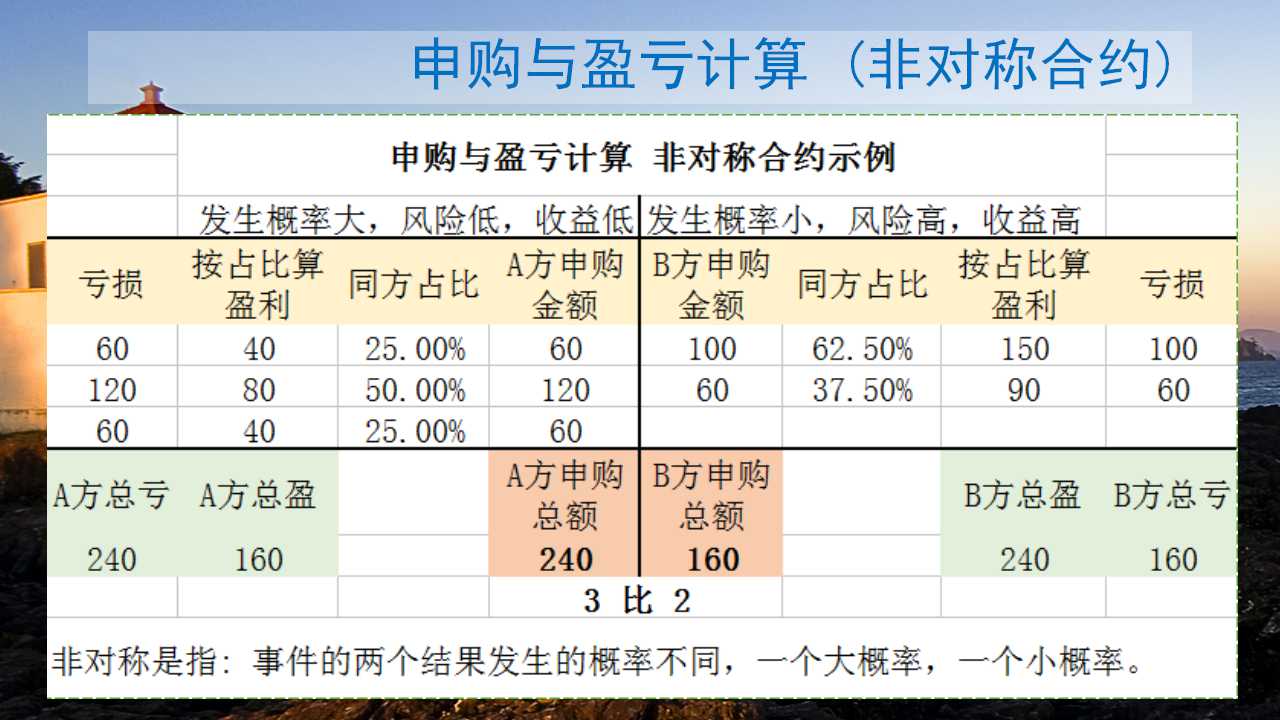 申购与盈亏计算 (非对称合约)
申购与盈亏计算 非对称合约示例
发生概率大，风险低，收益低 发生概率小，风险高，收益高
亏损 按占比算盈利 同方占比 A方申购金额 B方申购金额 同方占比 按占比算盈利 亏损
60 40 25.00% 60 100 62.50% 150 100
120 80 50.00% 120 60 37.50% 90 60
60 40 25.00% 60
A方总亏 A方总盈 A方申购总额 B方申购总额 B方总盈 B方总亏
240 160 240 160 240 160
3 比 2
非对称是指：事件的两个结果发生的概率不同，一个大概率，一个小概率。